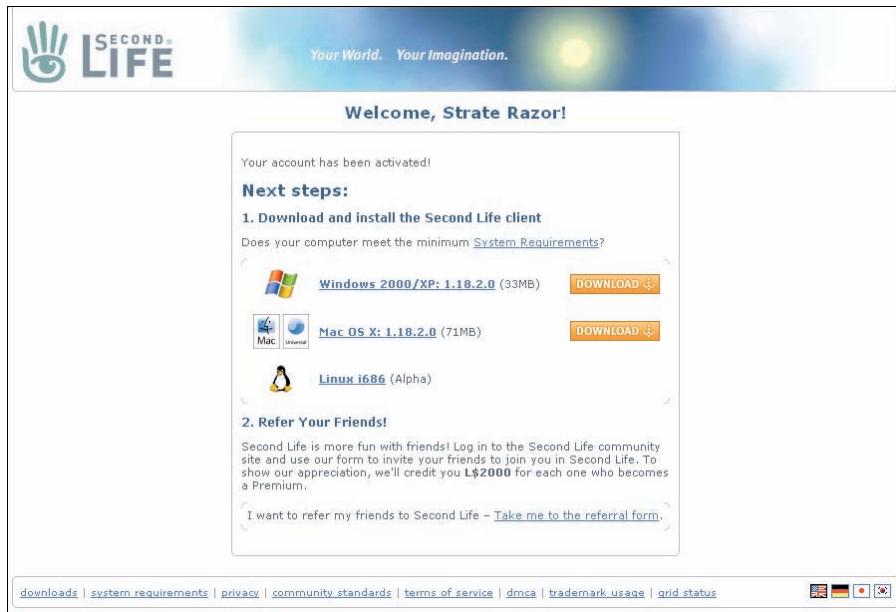 SECOND
LIFE
Your World. Your Imagination.
Welcome, Strate Razor!
Your account has been activated!
Next steps:
1. Download and install the Second Life client
Does your computer meet the minimum System Requirements?
Windows 2000/XP: 1.18.2.0 (33MB)
DOWNLOAD
Mac
Universal
Mac OS X: 1.18.2.0 (71MB)
DOWNLOAD
Linux i686 (Alpha)
2. Refer Your Friends!
Second Life is more fun with friends! Log in to the Second Life community
site and use our form to invite your friends to join you in Second Life. To
show our appreciation, we'll credit you L$2000 for each one who becomes
a Premium.
I want to refer my friends to Second Life – Take me to the referral form.
downloads | system requirements | privacy | community standards | terms of service | dmca | trademark usage | grid status